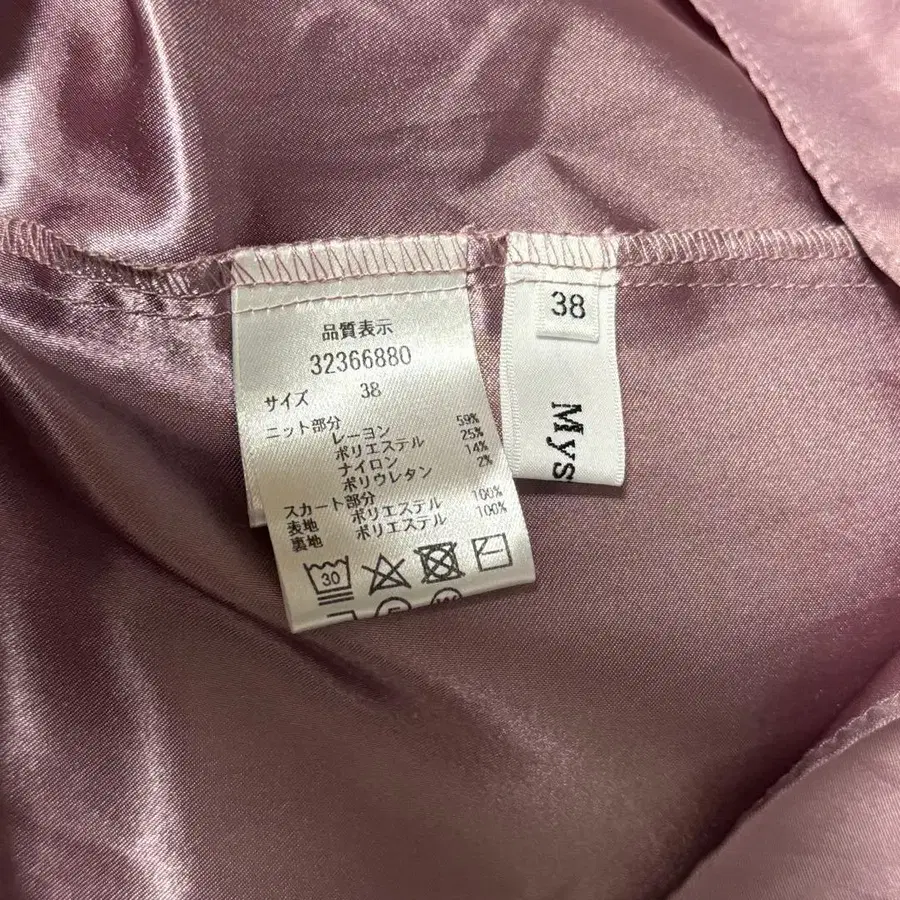 品質表示
32366880
サイズ 38
ニット部分
レーヨン 59%
ポリエステル 25%
ナイロン 14%
ポリウレタン 2%
スカート部分
表地 ポリエステル 100%
裏地 ポリエステル 100%
30
38
Mys